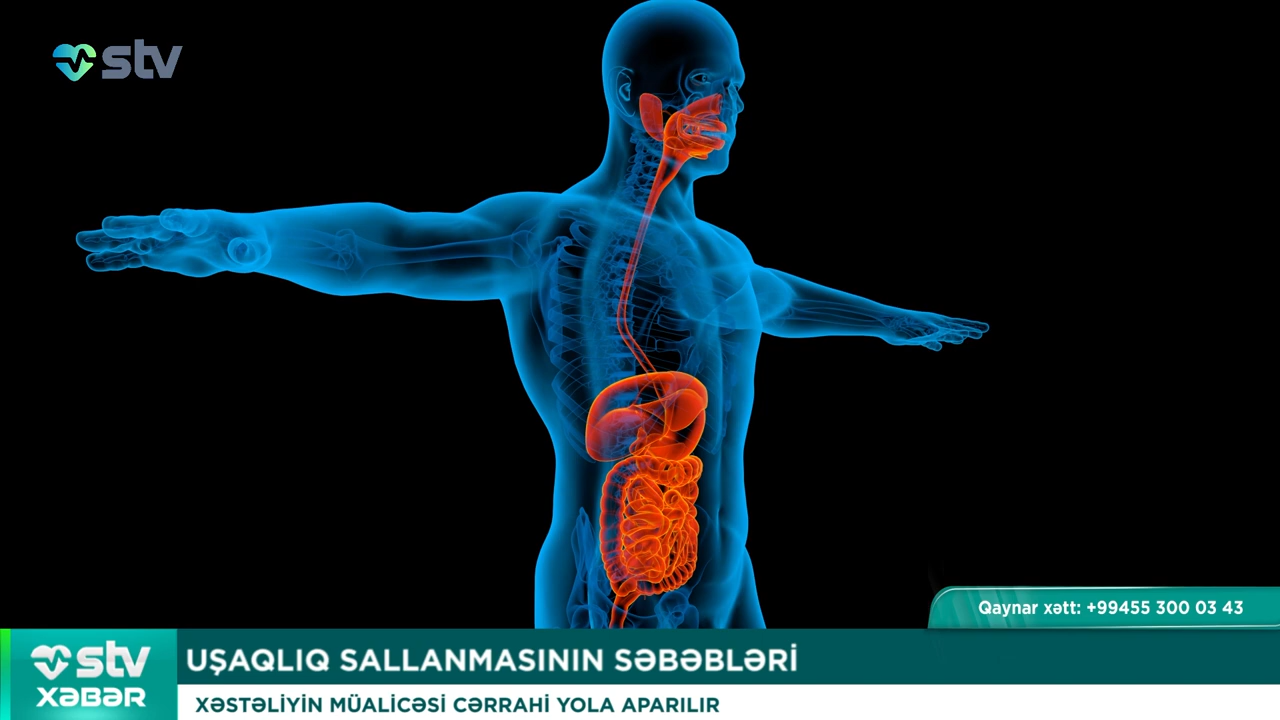 stv
Qaynar xətt: +99455 300 03 43
stv
XƏBƏR
UŞAQLIQ SALLANMASININ SƏBƏBLƏRİ
XƏSTƏLİYİN MÜALİCƏSİ CƏRRAHİ YOLA APARILIR